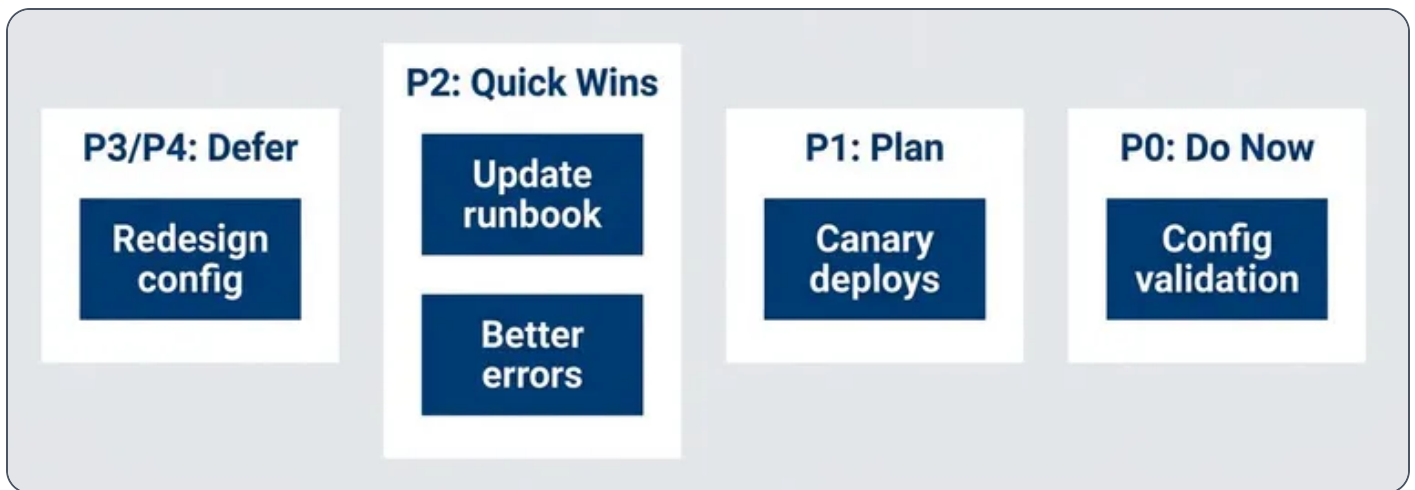 P3/P4: Defer
Redesign
config
P2: Quick Wins
Update
runbook
Better
errors
P1: Plan
Canary
deploys
P0: Do Now
Config
validation